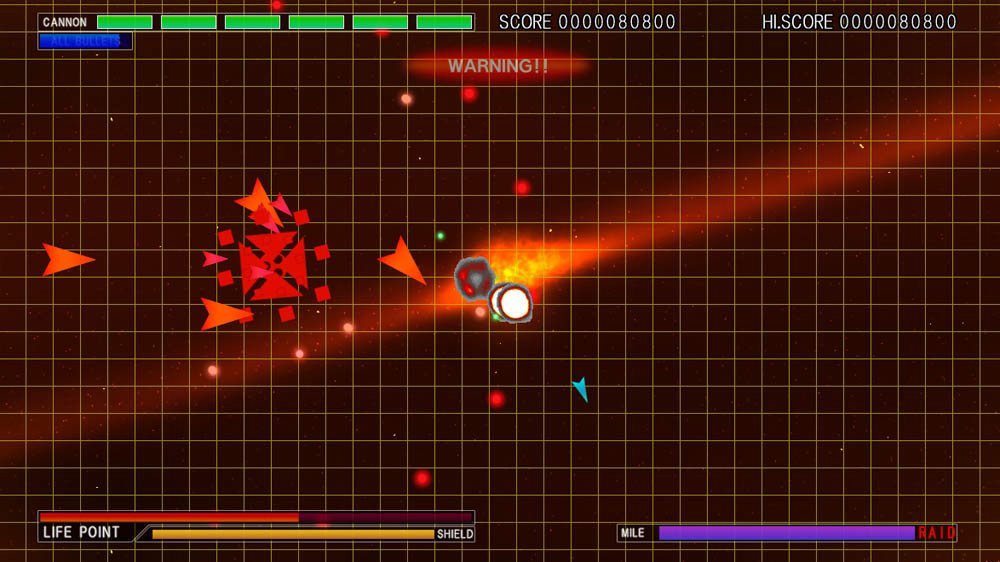 CANNON
SCORE 0000080800
HI.SCORE 0000080800
ALL BULLETS
WARNING!!
LIFE POINT
SHIELD
MILE
RAID